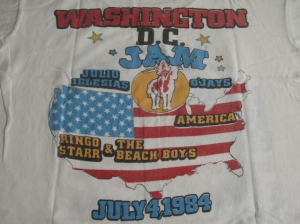 WASHINGTON
D.C.
JAM
JULIO
IGLESIAS
O'JAYS
AMERICA
RINGO
STARR & THE
BEACH BOYS
JULY 4, 1984